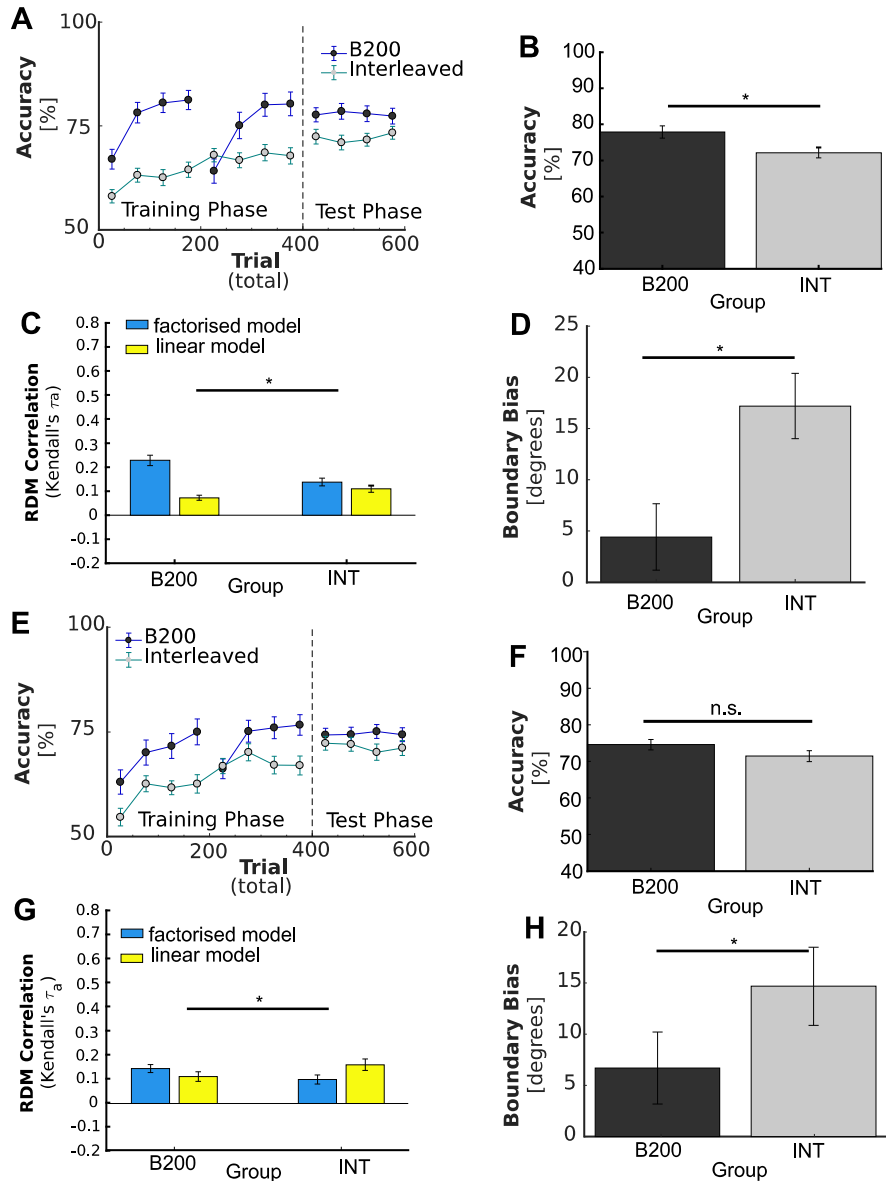 A
100
75
50
Accuracy
[%]
B200
Interleaved
Training Phase
Test Phase
0
200
400
600
Trial
(total)
B
100
90
80
70
60
50
40
Accuracy
[%]
*
B200
INT
Group
C
factorised model
linear model
0.8
0.7
0.6
0.5
0.4
0.3
0.2
0.1
0
-0.1
-0.2
RDM Correlation
(Kendall's τa)
*
B200
Group
INT
D
25
20
15
10
5
0
Boundary Bias
[degrees]
*
B200
INT
Group
E
100
75
50
Accuracy
[%]
B200
Interleaved
Training Phase
Test Phase
0
200
400
600
Trial
(total)
F
100
90
80
70
60
50
40
Accuracy
[%]
n.s.
B200
INT
Group
G
factorised model
linear model
0.8
0.7
0.6
0.5
0.4
0.3
0.2
0.1
0
-0.1
-0.2
RDM Correlation
(Kendall's τa)
*
B200
Group
INT
H
20
15
10
5
0
Boundary Bias
[degrees]
*
B200
INT
Group